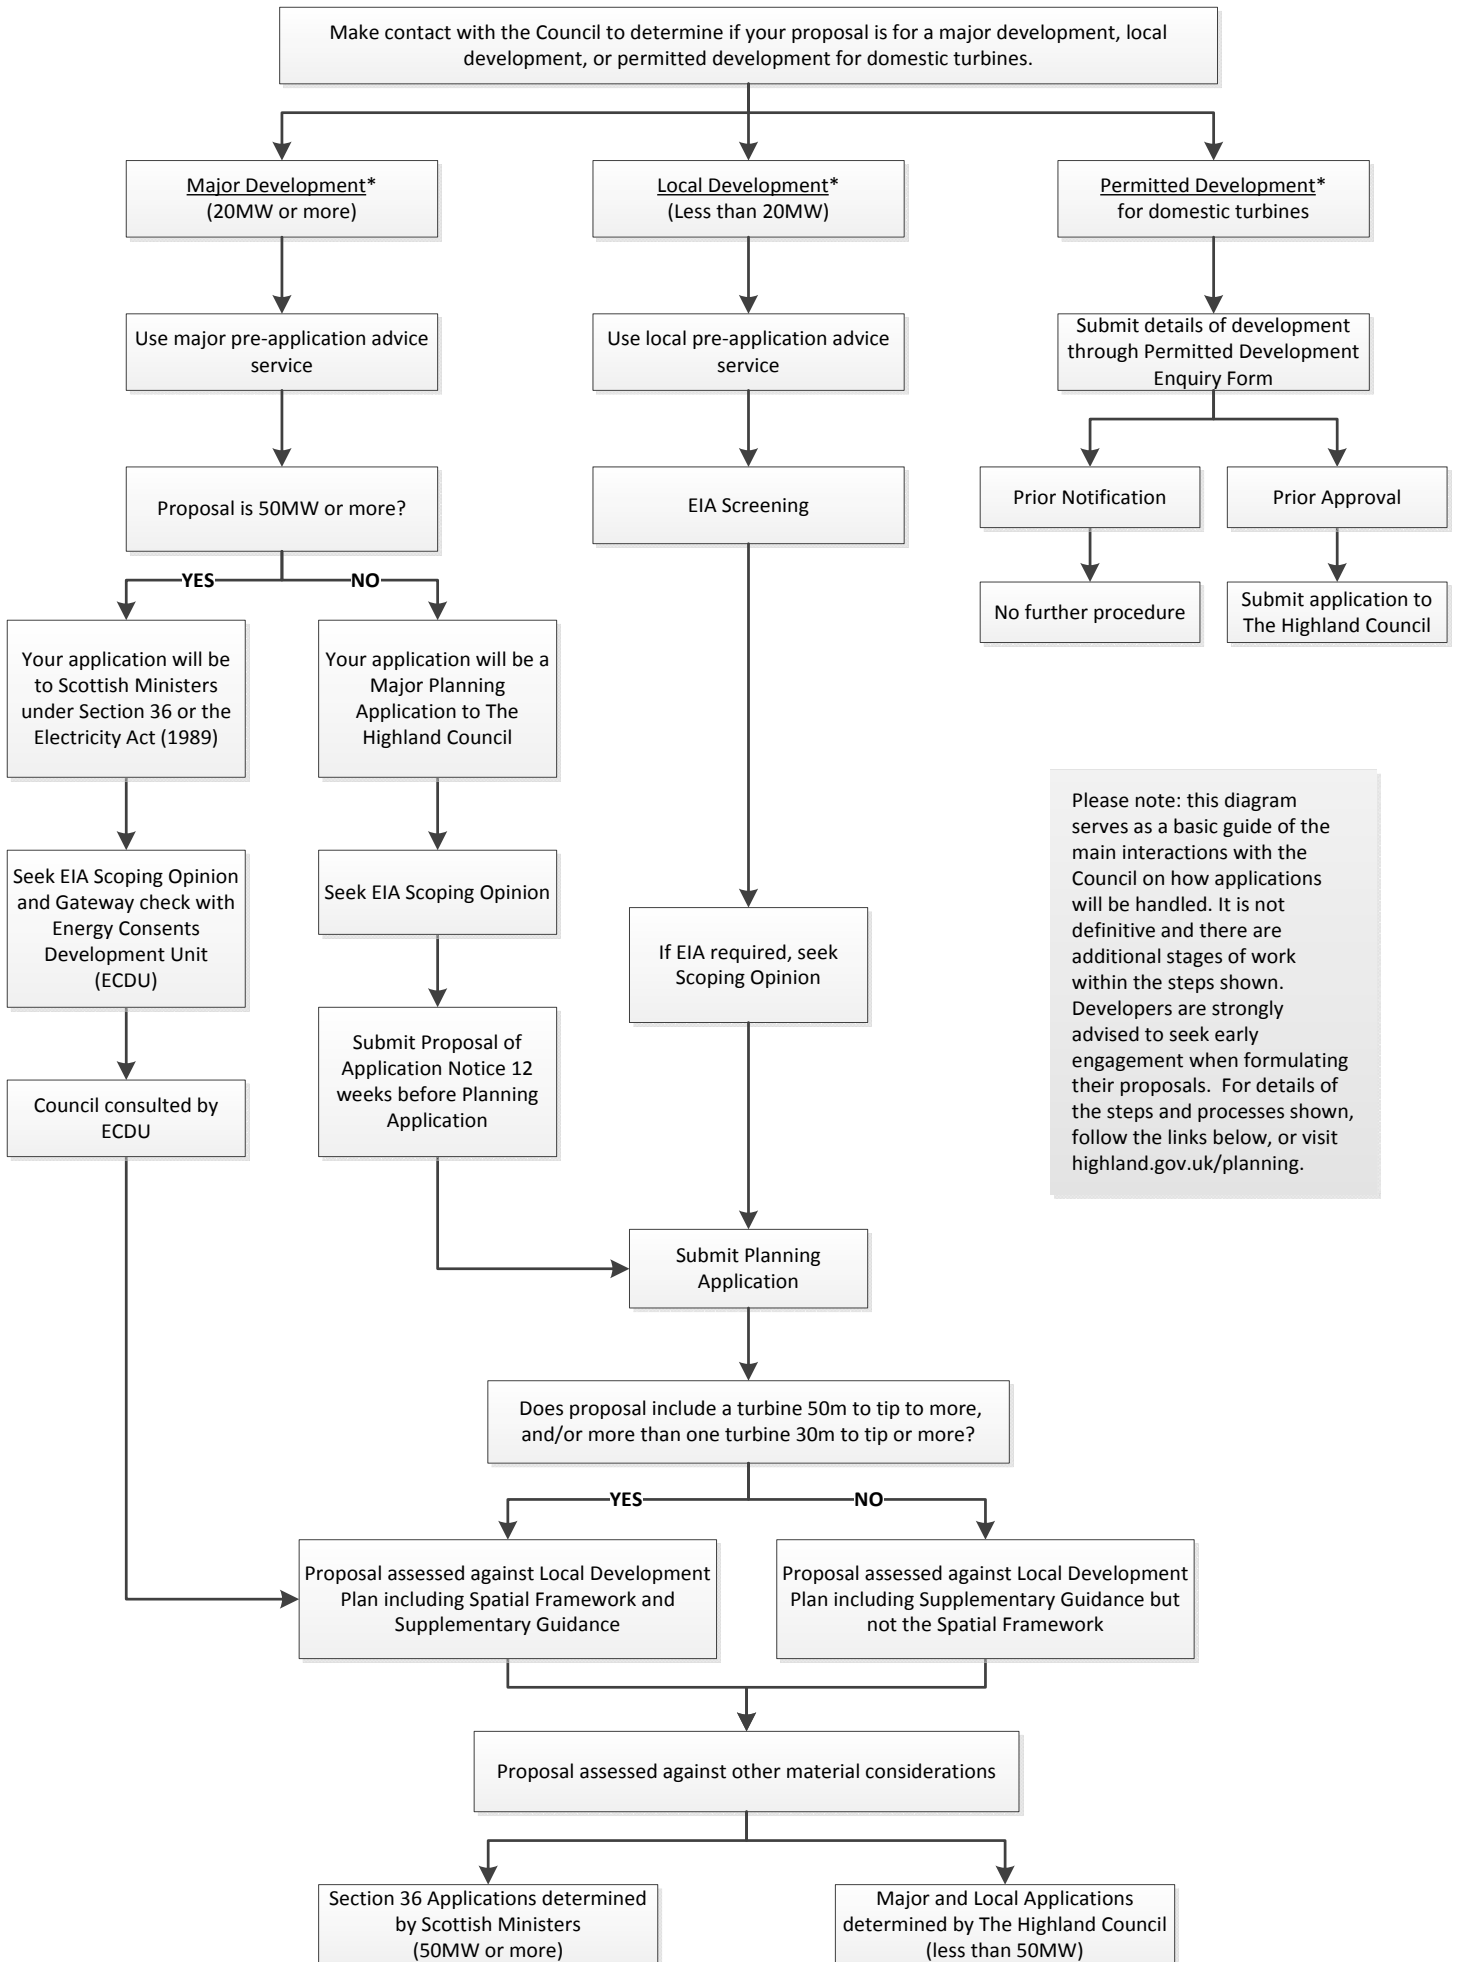 Make contact with the Council to determine if your proposal is for a major development, local
development, or permitted development for domestic turbines.
Major Development*
(20MW or more)
Local Development*
(Less than 20MW)
Permitted Development*
for domestic turbines
Use major pre-application advice
service
Use local pre-application advice
service
Submit details of development
through Permitted Development
Enquiry Form
Proposal is 50MW or more?
EIA Screening
Prior Notification
Prior Approval
YES
NO
No further procedure
Submit application to
The Highland Council
Your application will be
to Scottish Ministers
under Section 36 or the
Electricity Act (1989)
Your application will be a
Major Planning
Application to The
Highland Council
Seek EIA Scoping Opinion
and Gateway check with
Energy Consents
Development Unit
(ECDU)
Seek EIA Scoping Opinion
If EIA required, seek
Scoping Opinion
Please note: this diagram
serves as a basic guide of the
main interactions with the
Council on how applications
will be handled. It is not
definitive and there are
additional stages of work
within the steps shown.
Developers are strongly
advised to seek early
engagement when formulating
their proposals.  For details of
the steps and processes shown,
follow the links below, or visit
highland.gov.uk/planning.
Council consulted by
ECDU
Submit Proposal of
Application Notice 12
weeks before Planning
Application
Submit Planning
Application
Does proposal include a turbine 50m to tip to more,
and/or more than one turbine 30m to tip or more?
YES
NO
Proposal assessed against Local Development
Plan including Spatial Framework and
Supplementary Guidance
Proposal assessed against Local Development
Plan including Supplementary Guidance but
not the Spatial Framework
Proposal assessed against other material considerations
Section 36 Applications determined
by Scottish Ministers
(50MW or more)
Major and Local Applications
determined by The Highland Council
(less than 50MW)